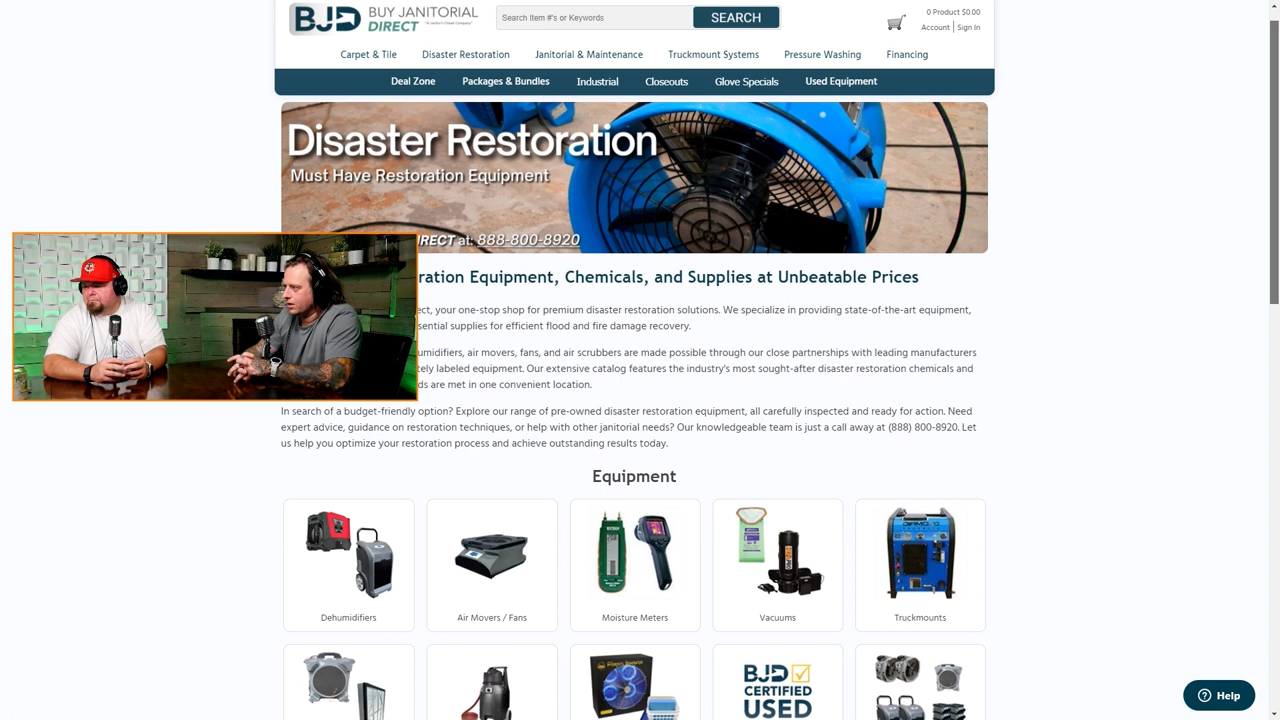 BJD BUY JANITORIAL DIRECT
"A Janitor's Closet Company"
Search Item #'s or Keywords
SEARCH
0 Product $0.00
Account | Sign In
Carpet & Tile Disaster Restoration Janitorial & Maintenance Truckmount Systems Pressure Washing Financing
Deal Zone Packages & Bundles Industrial Closeouts Glove Specials Used Equipment
Disaster Restoration
Must Have Restoration Equipment
DIRECT at: 888-800-8920
ration Equipment, Chemicals, and Supplies at Unbeatable Prices
ect, your one-stop shop for premium disaster restoration solutions. We specialize in providing state-of-the-art equipment,
sential supplies for efficient flood and fire damage recovery.
umidifiers, air movers, fans, and air scrubbers are made possible through our close partnerships with leading manufacturers
tely labeled equipment. Our extensive catalog features the industry's most sought-after disaster restoration chemicals and
ds are met in one convenient location.
In search of a budget-friendly option? Explore our range of pre-owned disaster restoration equipment, all carefully inspected and ready for action. Need
expert advice, guidance on restoration techniques, or help with other janitorial needs? Our knowledgeable team is just a call away at (888) 800-8920. Let
us help you optimize your restoration process and achieve outstanding results today.
Equipment
Dehumidifiers
Air Movers / Fans
Moisture Meters
Vacuums
Truckmounts
BJD
CERTIFIED
USED
Help